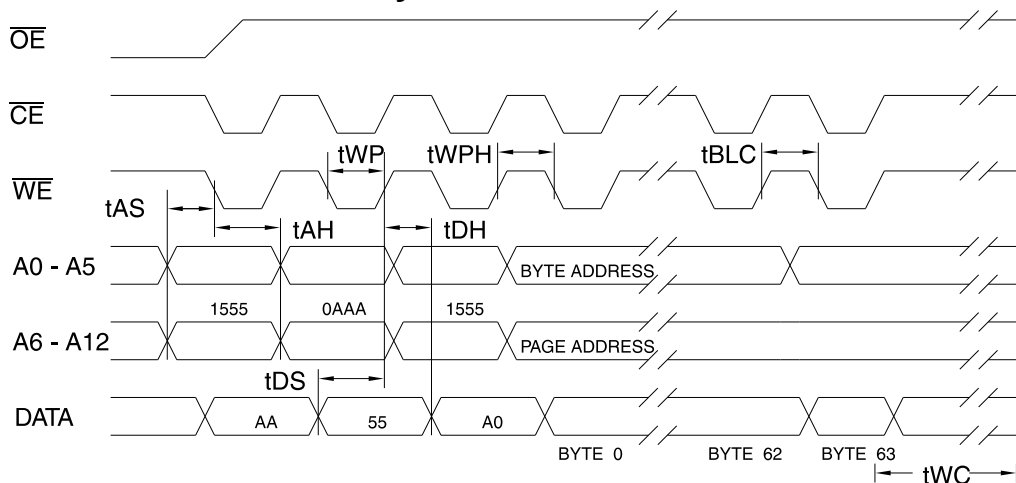 OE
CE
tWP tWPH tBLC
WE
tAS
tAH tDH
A0 - A5 BYTE ADDRESS
1555 0AAA 1555
A6 - A12 PAGE ADDRESS
tDS
DATA AA 55 A0
BYTE 0 BYTE 62 BYTE 63
tWC